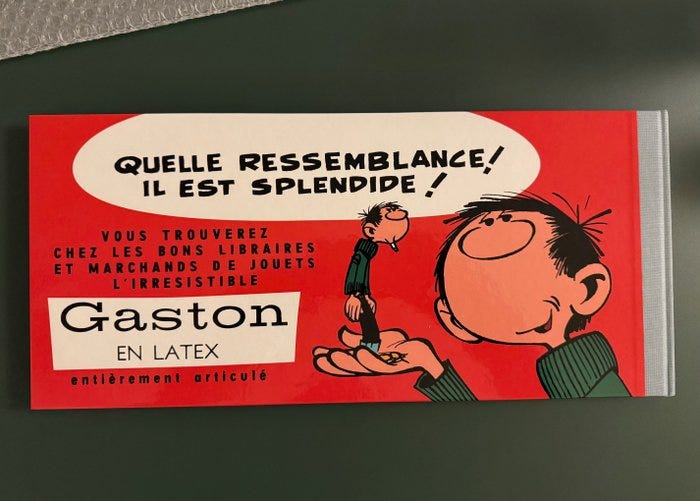 QUELLE RESSEMBLANCE!
IL EST SPLENDIDE!
VOUS TROUVEREZ
CHEZ LES BONS LIBRAIRES
ET MARCHANDS DE JOUETS
L'IRRESISTIBLE
Gaston
EN LATEX
entièrement articulé